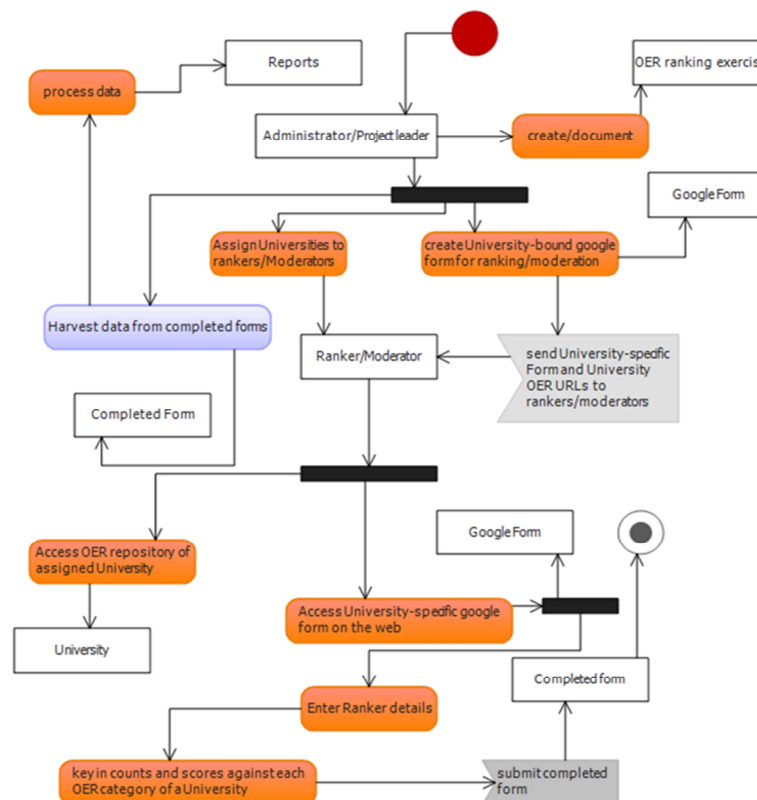 Reports
process data
OER ranking exercis
Administrator/Project leader
create/document
Google Form
Assign Universities to
rankers/Moderators
create University-bound google
form for ranking/moderation
Harvest data from completed forms
Ranker/Moderator
send University-specific
Form and University
OER URLs to
rankers/moderators
Completed Form
Google Form
Access OER repository of
assigned University
Access University-specific google
form on the web
University
Completed form
Enter Ranker details
key in counts and scores against each
OER category of a University
submit completed
form